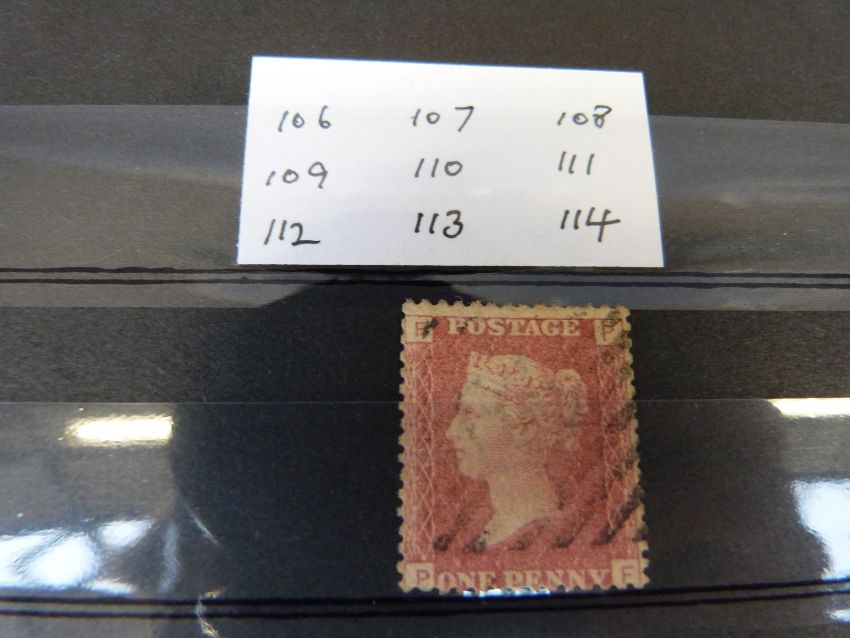 106 107 108
109 110 111
112 113 114
F POSTAGE P
P ONE PENNY F